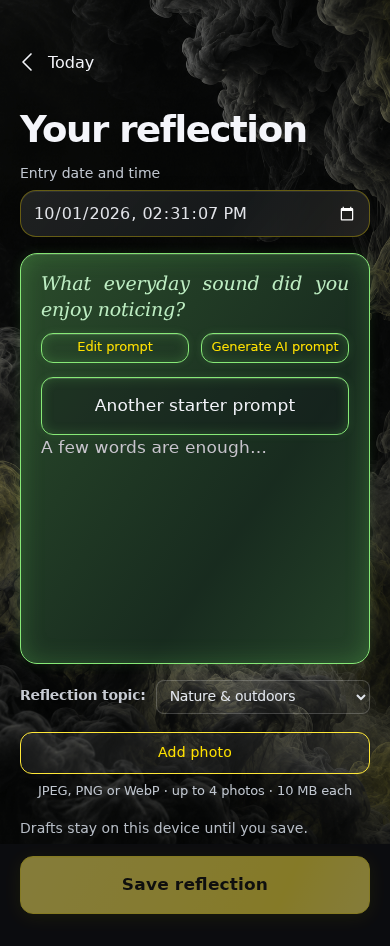 Today
Your reflection
Entry date and time
10/01/2026, 02:31:07 PM
What everyday sound did you
enjoy noticing?
Edit prompt
Generate AI prompt
Another starter prompt
A few words are enough...
Reflection topic:
Nature & outdoors
Add photo
JPEG, PNG or WebP · up to 4 photos · 10 MB each
Drafts stay on this device until you save.
Save reflection